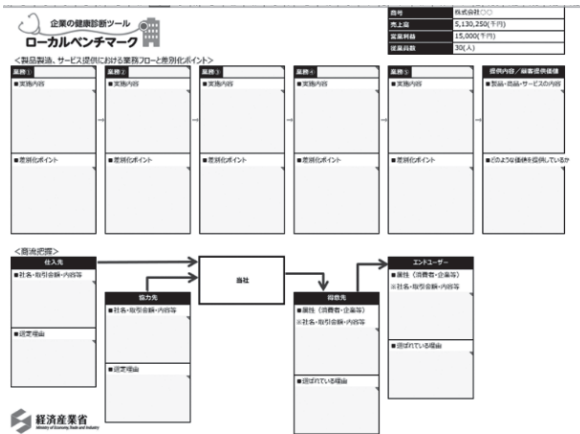 企業の健康診断ツール
ローカルベンチマーク
商号 株式会社○○
売上高 5,130,250(千円)
営業利益 15,000(千円)
従業員数 30(人)
＜製品製造、サービス提供における業務フローと差別化ポイント＞
業務1 業務2 業務3 業務4 業務5 提供内容／顧客提供価値
■実施内容 ■実施内容 ■実施内容 ■実施内容 ■実施内容 ■製品・商品・サービスの内容
→ → → → →
■差別化ポイント ■差別化ポイント ■差別化ポイント ■差別化ポイント ■差別化ポイント ■どのような価値を提供しているか
＜商流把握＞
仕入先 当社 エンドユーザー
■社名・取引金額・内容等 ■属性（消費者・企業等）
※社名・取引金額・内容等
協力先 得意先
■社名・取引金額・内容等 ■属性（消費者・企業等）
※社名・取引金額・内容等
■選定理由 ■選ばれている理由
■選定理由 ■選ばれている理由
経済産業省
Ministry of Economy, Trade and Industry